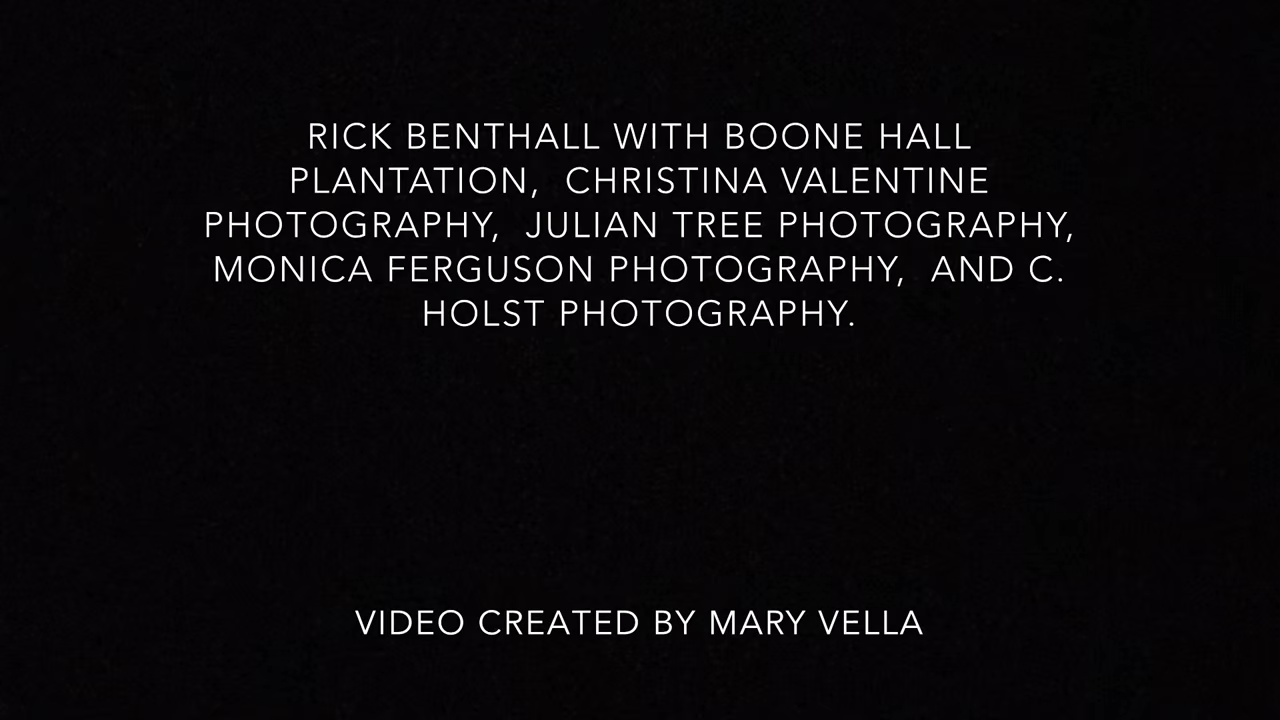 RICK BENTHALL WITH BOONE HALL
PLANTATION,  CHRISTINA VALENTINE
PHOTOGRAPHY,  JULIAN TREE PHOTOGRAPHY,
MONICA FERGUSON PHOTOGRAPHY,  AND C.
HOLST PHOTOGRAPHY.
VIDEO CREATED BY MARY VELLA